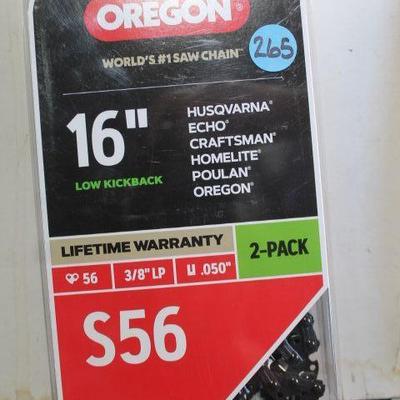 OREGON
WORLD'S #1 SAW CHAIN™
265
16"
LOW KICKBACK
HUSQVARNA®
ECHO®
CRAFTSMAN®
HOMELITE®
POULAN®
OREGON®
LIFETIME WARRANTY
2-PACK
56
3/8" LP
.050"
S56